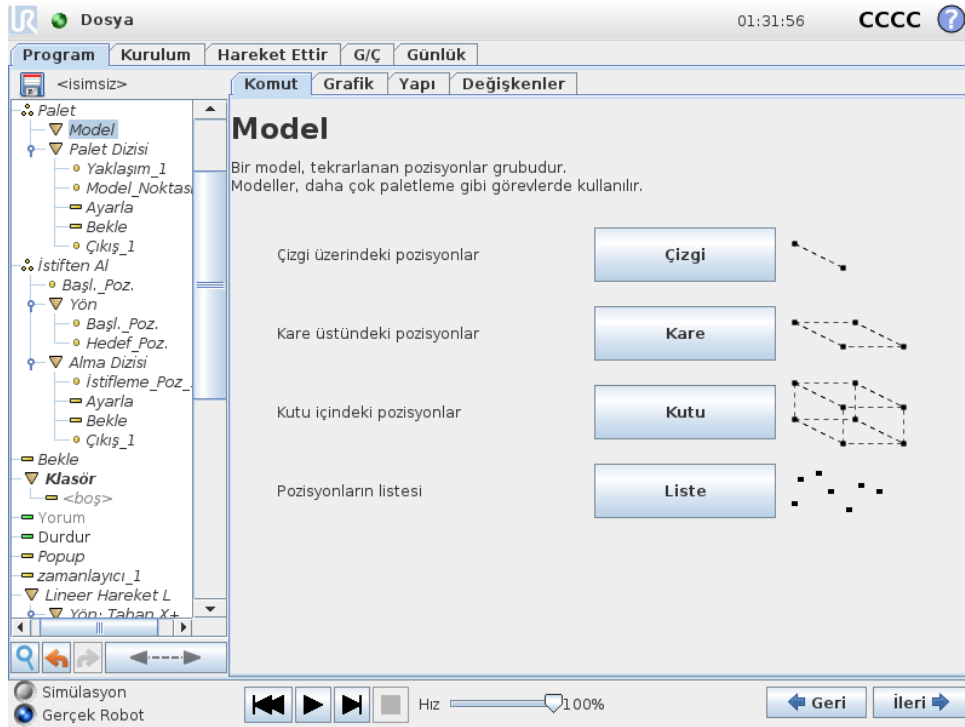 Dosya
01:31:56
CCCC
?
Program
Kurulum
Hareket Ettir
G/Ç
Günlük
<isimsiz>
Palet
Model
Palet Dizisi
Yaklaşım_1
Model_Noktas
Ayarla
Bekle
Çıkış_1
İstiften Al
Başl._Poz.
Yön
Başl._Poz.
Hedef_Poz.
Alma Dizisi
İstifleme_Poz_
Ayarla
Bekle
Çıkış_1
Bekle
Klasör
<boş>
Yorum
Durdur
Popup
zamanlayıcı_1
Lineer Hareket L
Yön: Taban X+
Komut
Grafik
Yapı
Değişkenler
Model
Bir model, tekrarlanan pozisyonlar grubudur.
Modeller, daha çok paletleme gibi görevlerde kullanılır.
Çizgi üzerindeki pozisyonlar
Çizgi
Kare üstündeki pozisyonlar
Kare
Kutu içindeki pozisyonlar
Kutu
Pozisyonların listesi
Liste
Simülasyon
Gerçek Robot
Hız
100%
Geri
İleri